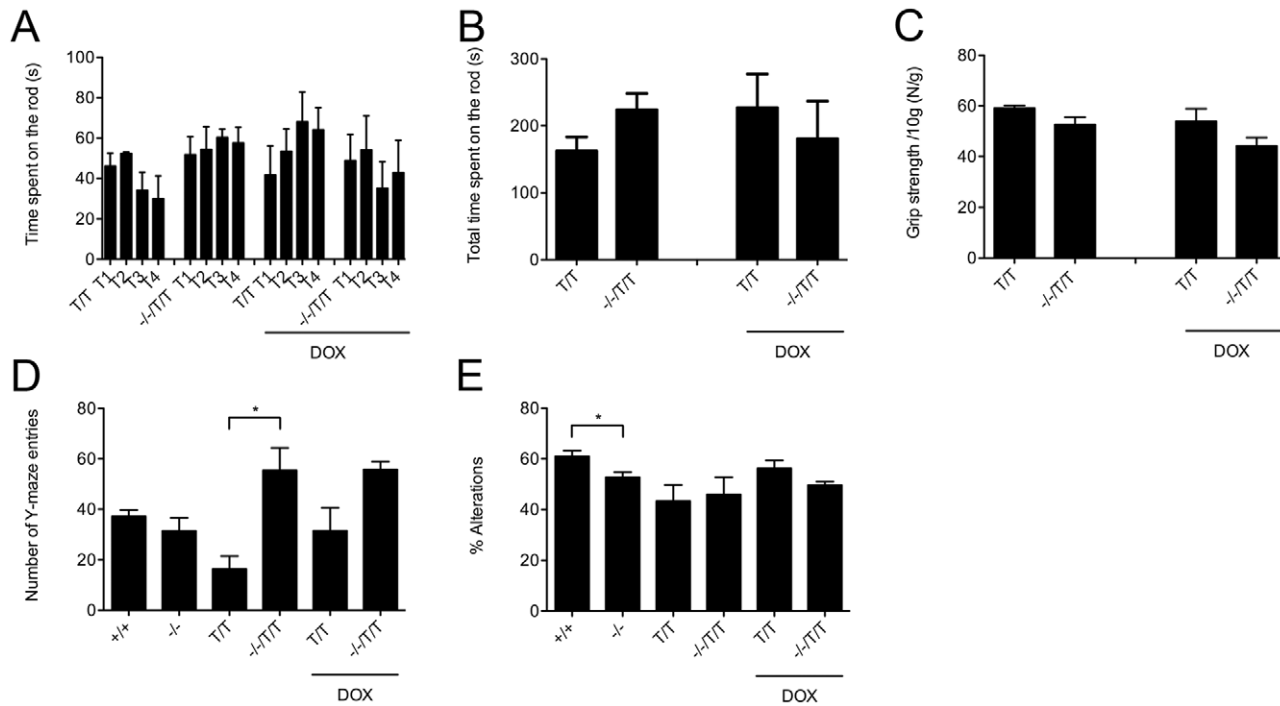 A
Time spent on the rod (s)
100
80
60
40
20
0
T/T T1
T2
T3
T4
-/-/T/T T1
T2
T3
T4
T/T T1
T2
T3
T4
-/-/T/T T1
T2
T3
T4
DOX
B
Total time spent on the rod (s)
300
200
100
0
T/T
-/-/T/T
T/T
-/-/T/T
DOX
C
Grip strength /10g (N/g)
80
60
40
20
0
T/T
-/-/T/T
T/T
-/-/T/T
DOX
D
Number of Y-maze entries
80
60
40
20
0
*
+/+
-/-
T/T
-/-/T/T
T/T
-/-/T/T
DOX
E
% Alterations
80
60
40
20
0
*
+/+
-/-
T/T
-/-/T/T
T/T
-/-/T/T
DOX